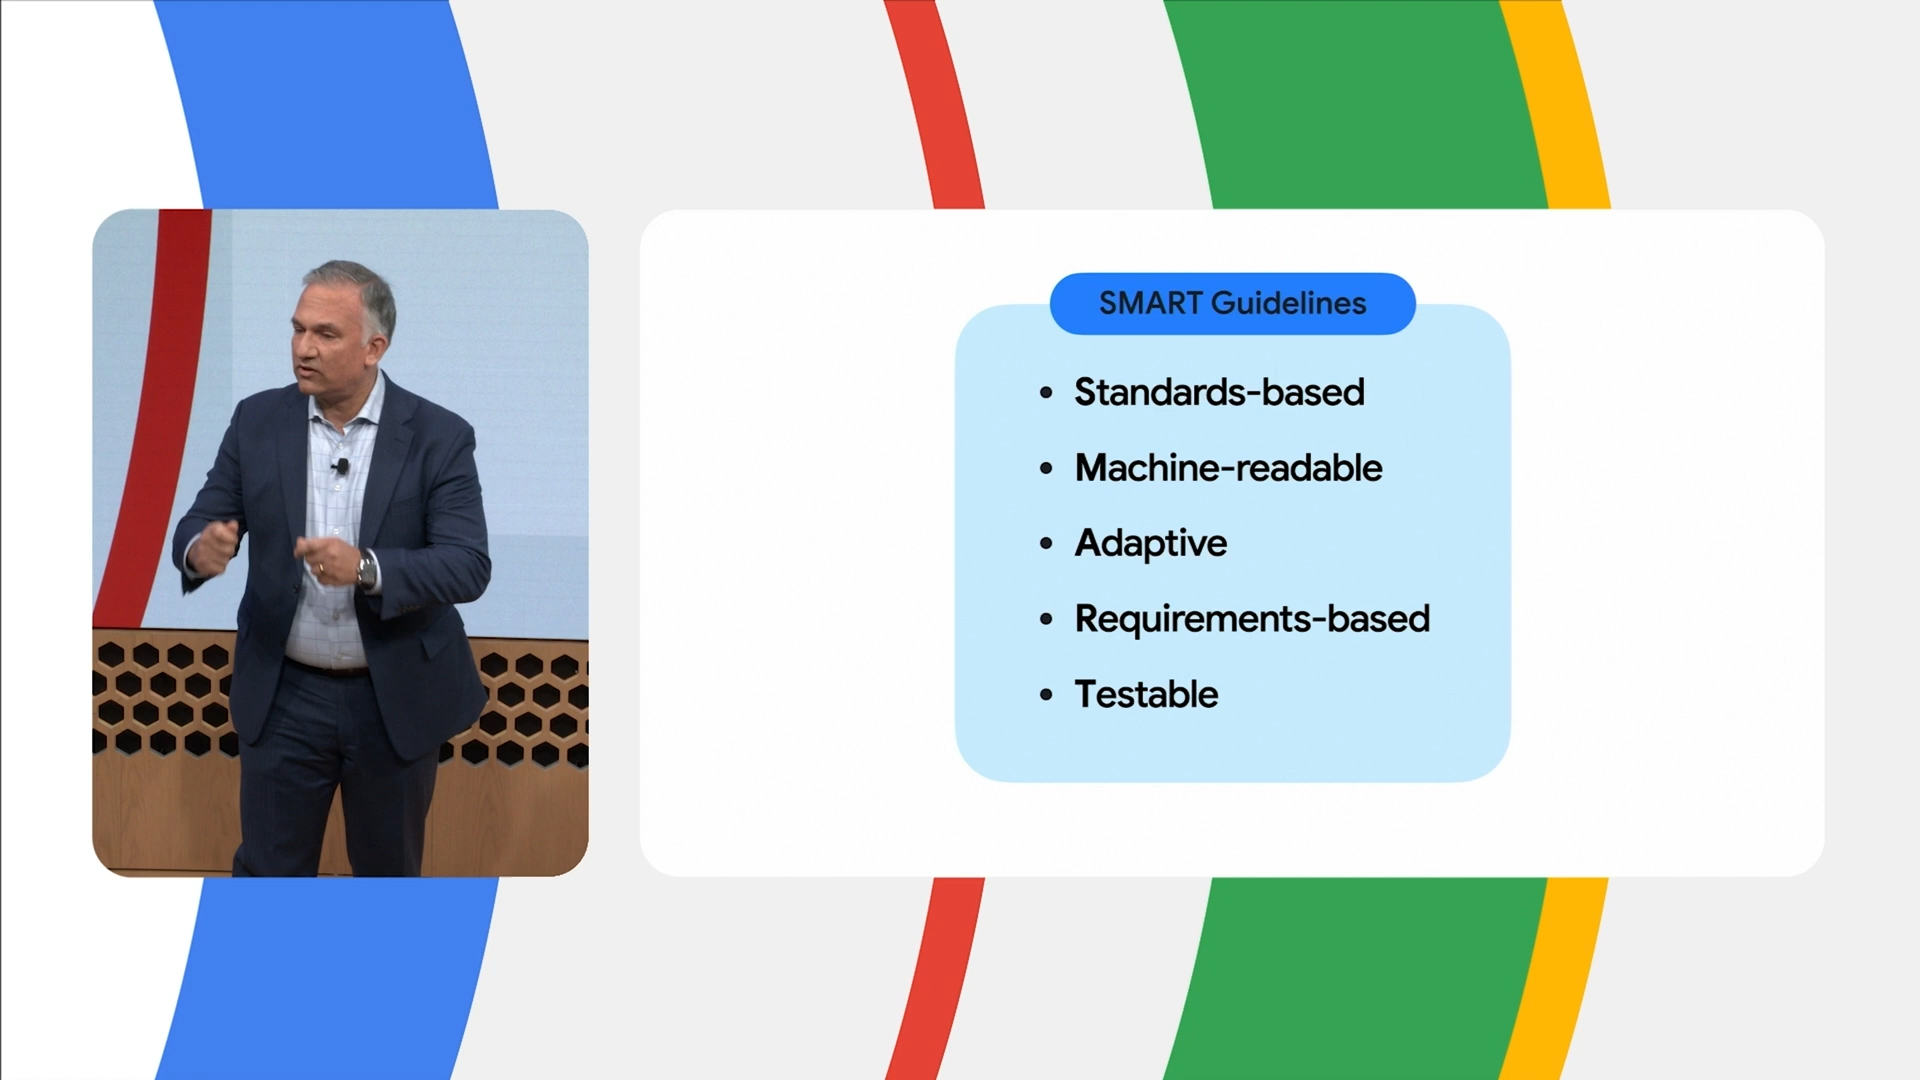 SMART Guidelines
• Standards-based
• Machine-readable
• Adaptive
• Requirements-based
• Testable